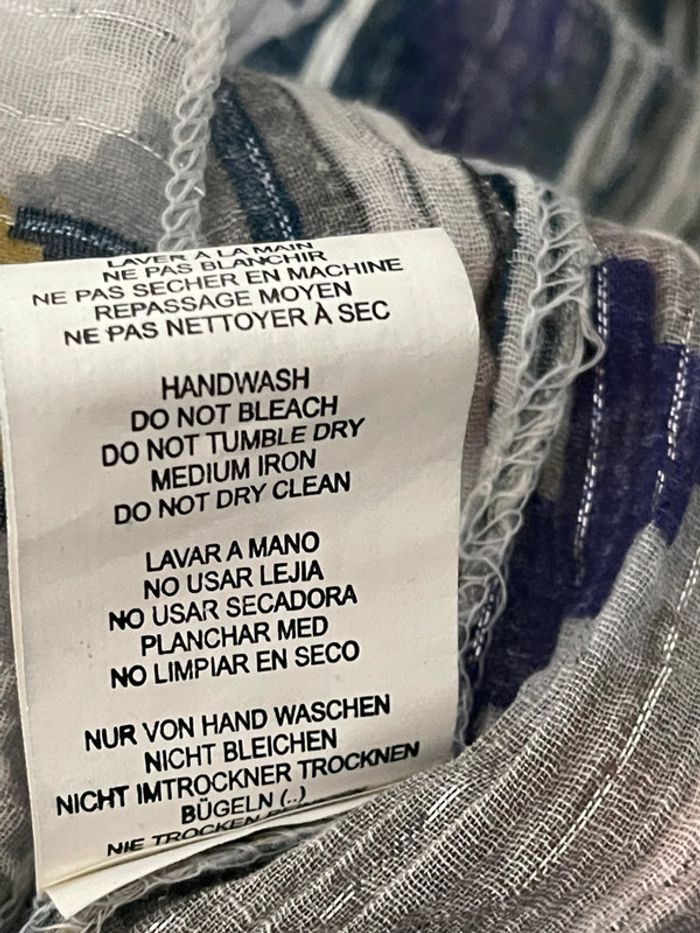 LAVER À LA MAIN
NE PAS BLANCHIR
NE PAS SECHER EN MACHINE
REPASSAGE MOYEN
NE PAS NETTOYER À SEC
HANDWASH
DO NOT BLEACH
DO NOT TUMBLE DRY
MEDIUM IRON
DO NOT DRY CLEAN
LAVAR A MANO
NO USAR LEJIA
NO USAR SECADORA
PLANCHAR MED
NO LIMPIAR EN SECO
NUR VON HAND WASCHEN
NICHT BLEICHEN
NICHT IMTROCKNER TROCKNEN
BÜGELN (..)
NIE TROCKEN